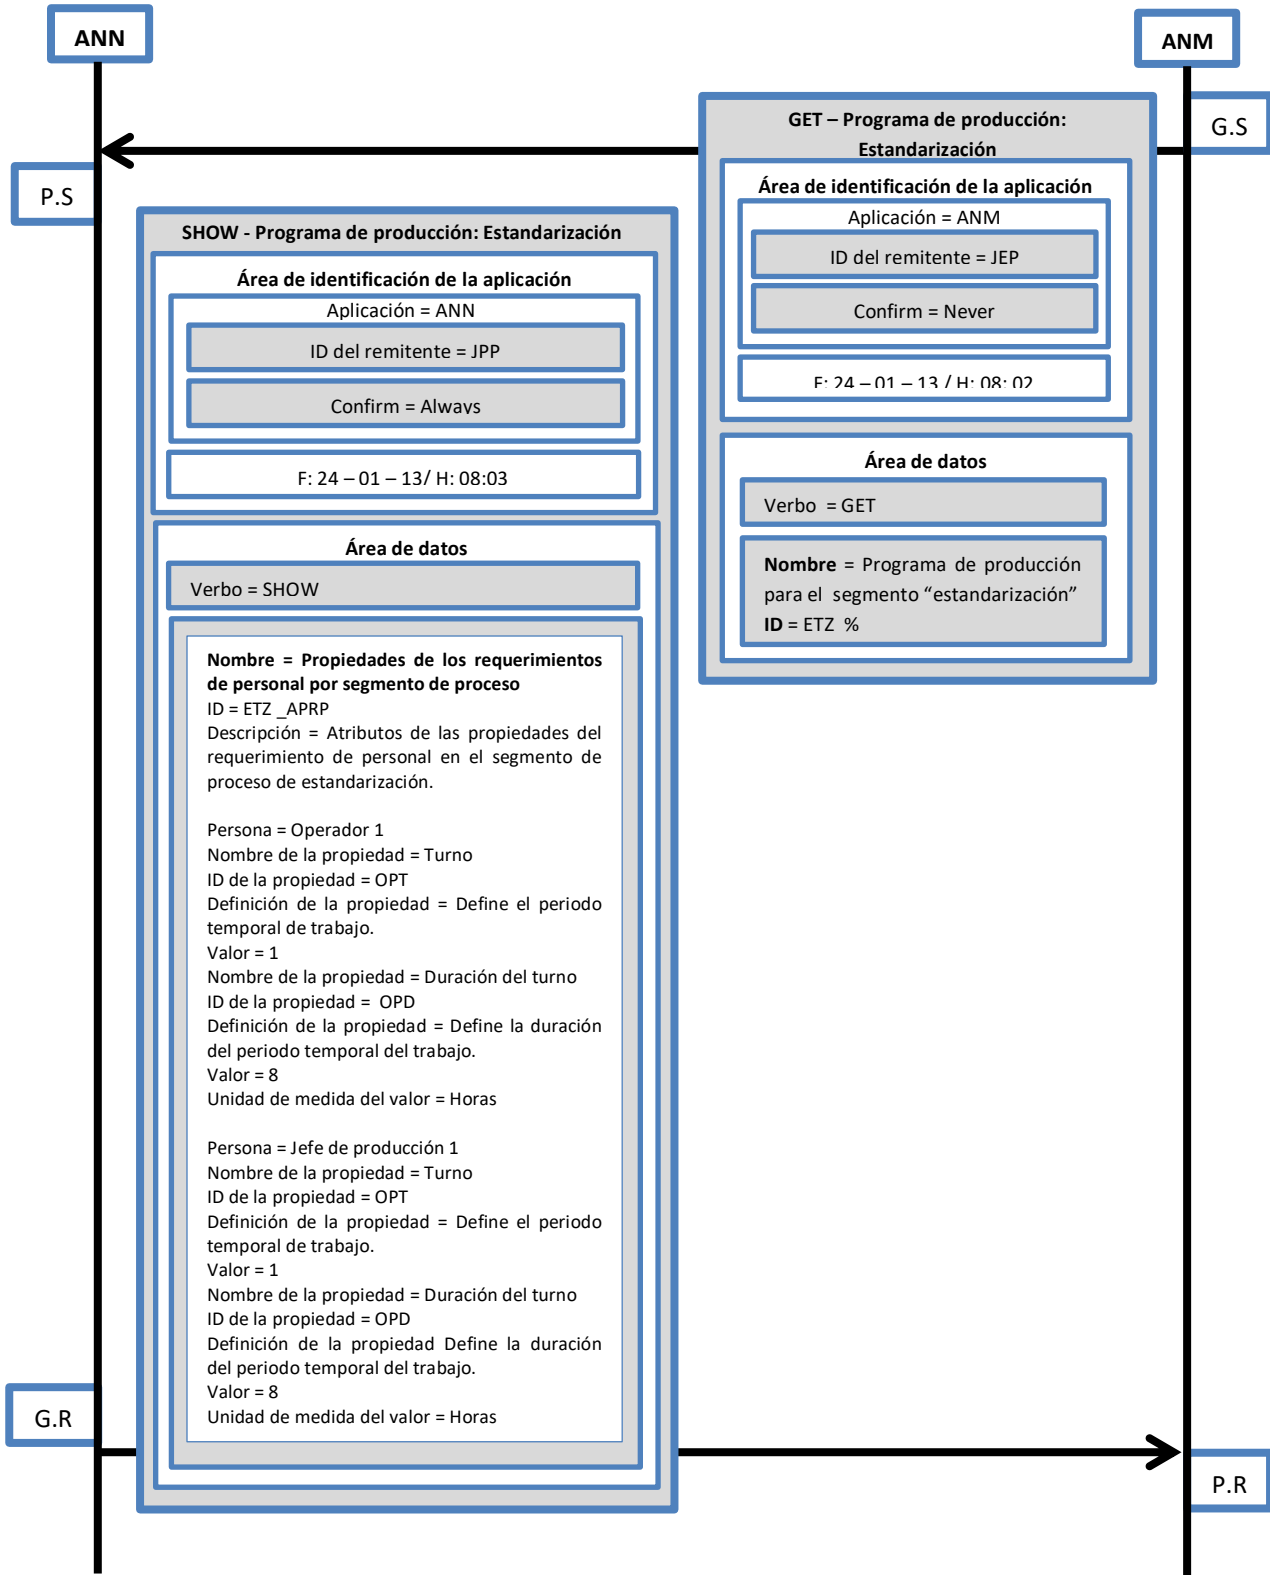 ANN
ANM
GET – Programa de producción:
Estandarización
G.S
Área de identificación de la aplicación
Aplicación = ANM
ID del remitente = JEP
Confirm = Never
F: 24 – 01 – 13 / H: 08: 02
Área de datos
Verbo = GET
Nombre = Programa de producción
para el segmento “estandarización”
ID = ETZ %
P.S
SHOW - Programa de producción: Estandarización
Área de identificación de la aplicación
Aplicación = ANN
ID del remitente = JPP
Confirm = Always
F: 24 – 01 – 13/ H: 08:03
Área de datos
Verbo = SHOW
Nombre = Propiedades de los requerimientos
de personal por segmento de proceso
ID = ETZ _APRP
Descripción = Atributos de las propiedades del
requerimiento de personal en el segmento de
proceso de estandarización.
Persona = Operador 1
Nombre de la propiedad = Turno
ID de la propiedad = OPT
Definición de la propiedad = Define el periodo
temporal de trabajo.
Valor = 1
Nombre de la propiedad = Duración del turno
ID de la propiedad = OPD
Definición de la propiedad = Define la duración
del periodo temporal del trabajo.
Valor = 8
Unidad de medida del valor = Horas
Persona = Jefe de producción 1
Nombre de la propiedad = Turno
ID de la propiedad = OPT
Definición de la propiedad = Define el periodo
temporal de trabajo.
Valor = 1
Nombre de la propiedad = Duración del turno
ID de la propiedad = OPD
Definición de la propiedad Define la duración
del periodo temporal del trabajo.
Valor = 8
Unidad de medida del valor = Horas
G.R
P.R